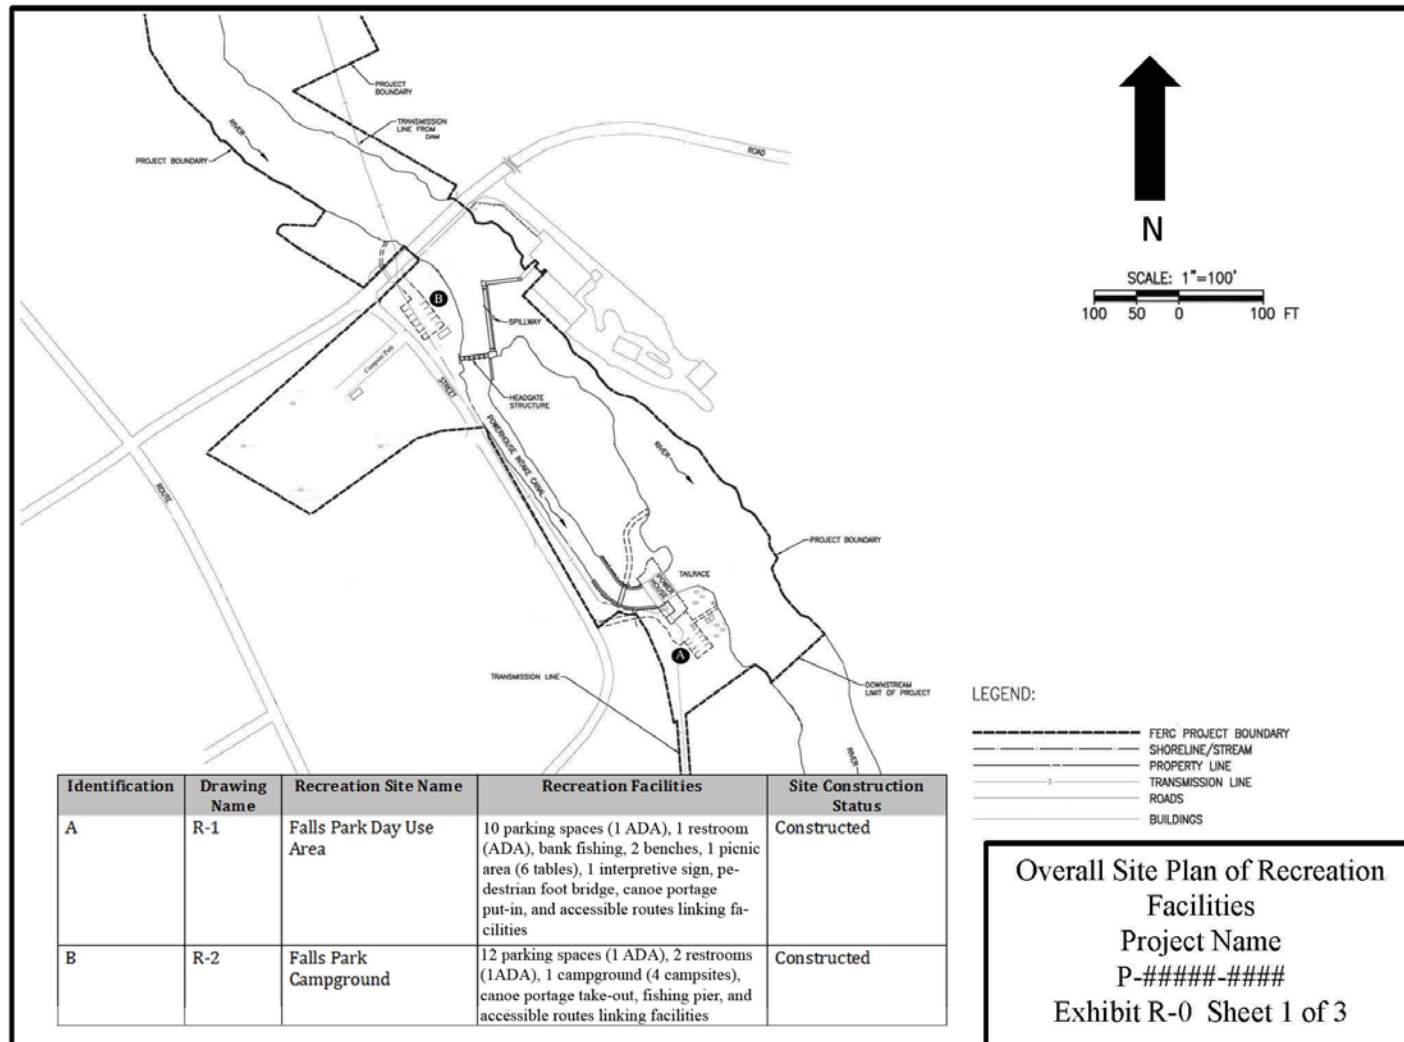 PROJECT
BOUNDARY
TRANSMISSION
LINE FROM
DAM
RIVER
PROJECT BOUNDARY
ROAD
N
SCALE: 1"=100'
100 50 0 100 FT
B
SPILLWAY
Campsite Path
STREET
HEADGATE
STRUCTURE
POWERHOUSE INTAKE CANAL
RIVER
ROUTE
PROJECT BOUNDARY
TAILRACE
POWER
HOUSE
A
TRANSMISSION LINE
DOWNSTREAM
LIMIT OF PROJECT
RIVER
LEGEND:
FERC PROJECT BOUNDARY
SHORELINE/STREAM
PROPERTY LINE
TRANSMISSION LINE
ROADS
BUILDINGS
Identification Drawing Name Recreation Site Name Recreation Facilities Site Construction Status
A R-1 Falls Park Day Use Area
10 parking spaces (1 ADA), 1 restroom
(ADA), bank fishing, 2 benches, 1 picnic
area (6 tables), 1 interpretive sign, pe-
destrian foot bridge, canoe portage
put-in, and accessible routes linking fa-
cilities
Constructed
B R-2 Falls Park Campground
12 parking spaces (1 ADA), 2 restrooms
(1ADA), 1 campground (4 campsites),
canoe portage take-out, fishing pier, and
accessible routes linking facilities
Constructed
Overall Site Plan of Recreation
Facilities
Project Name
P-#####-####
Exhibit R-0 Sheet 1 of 3